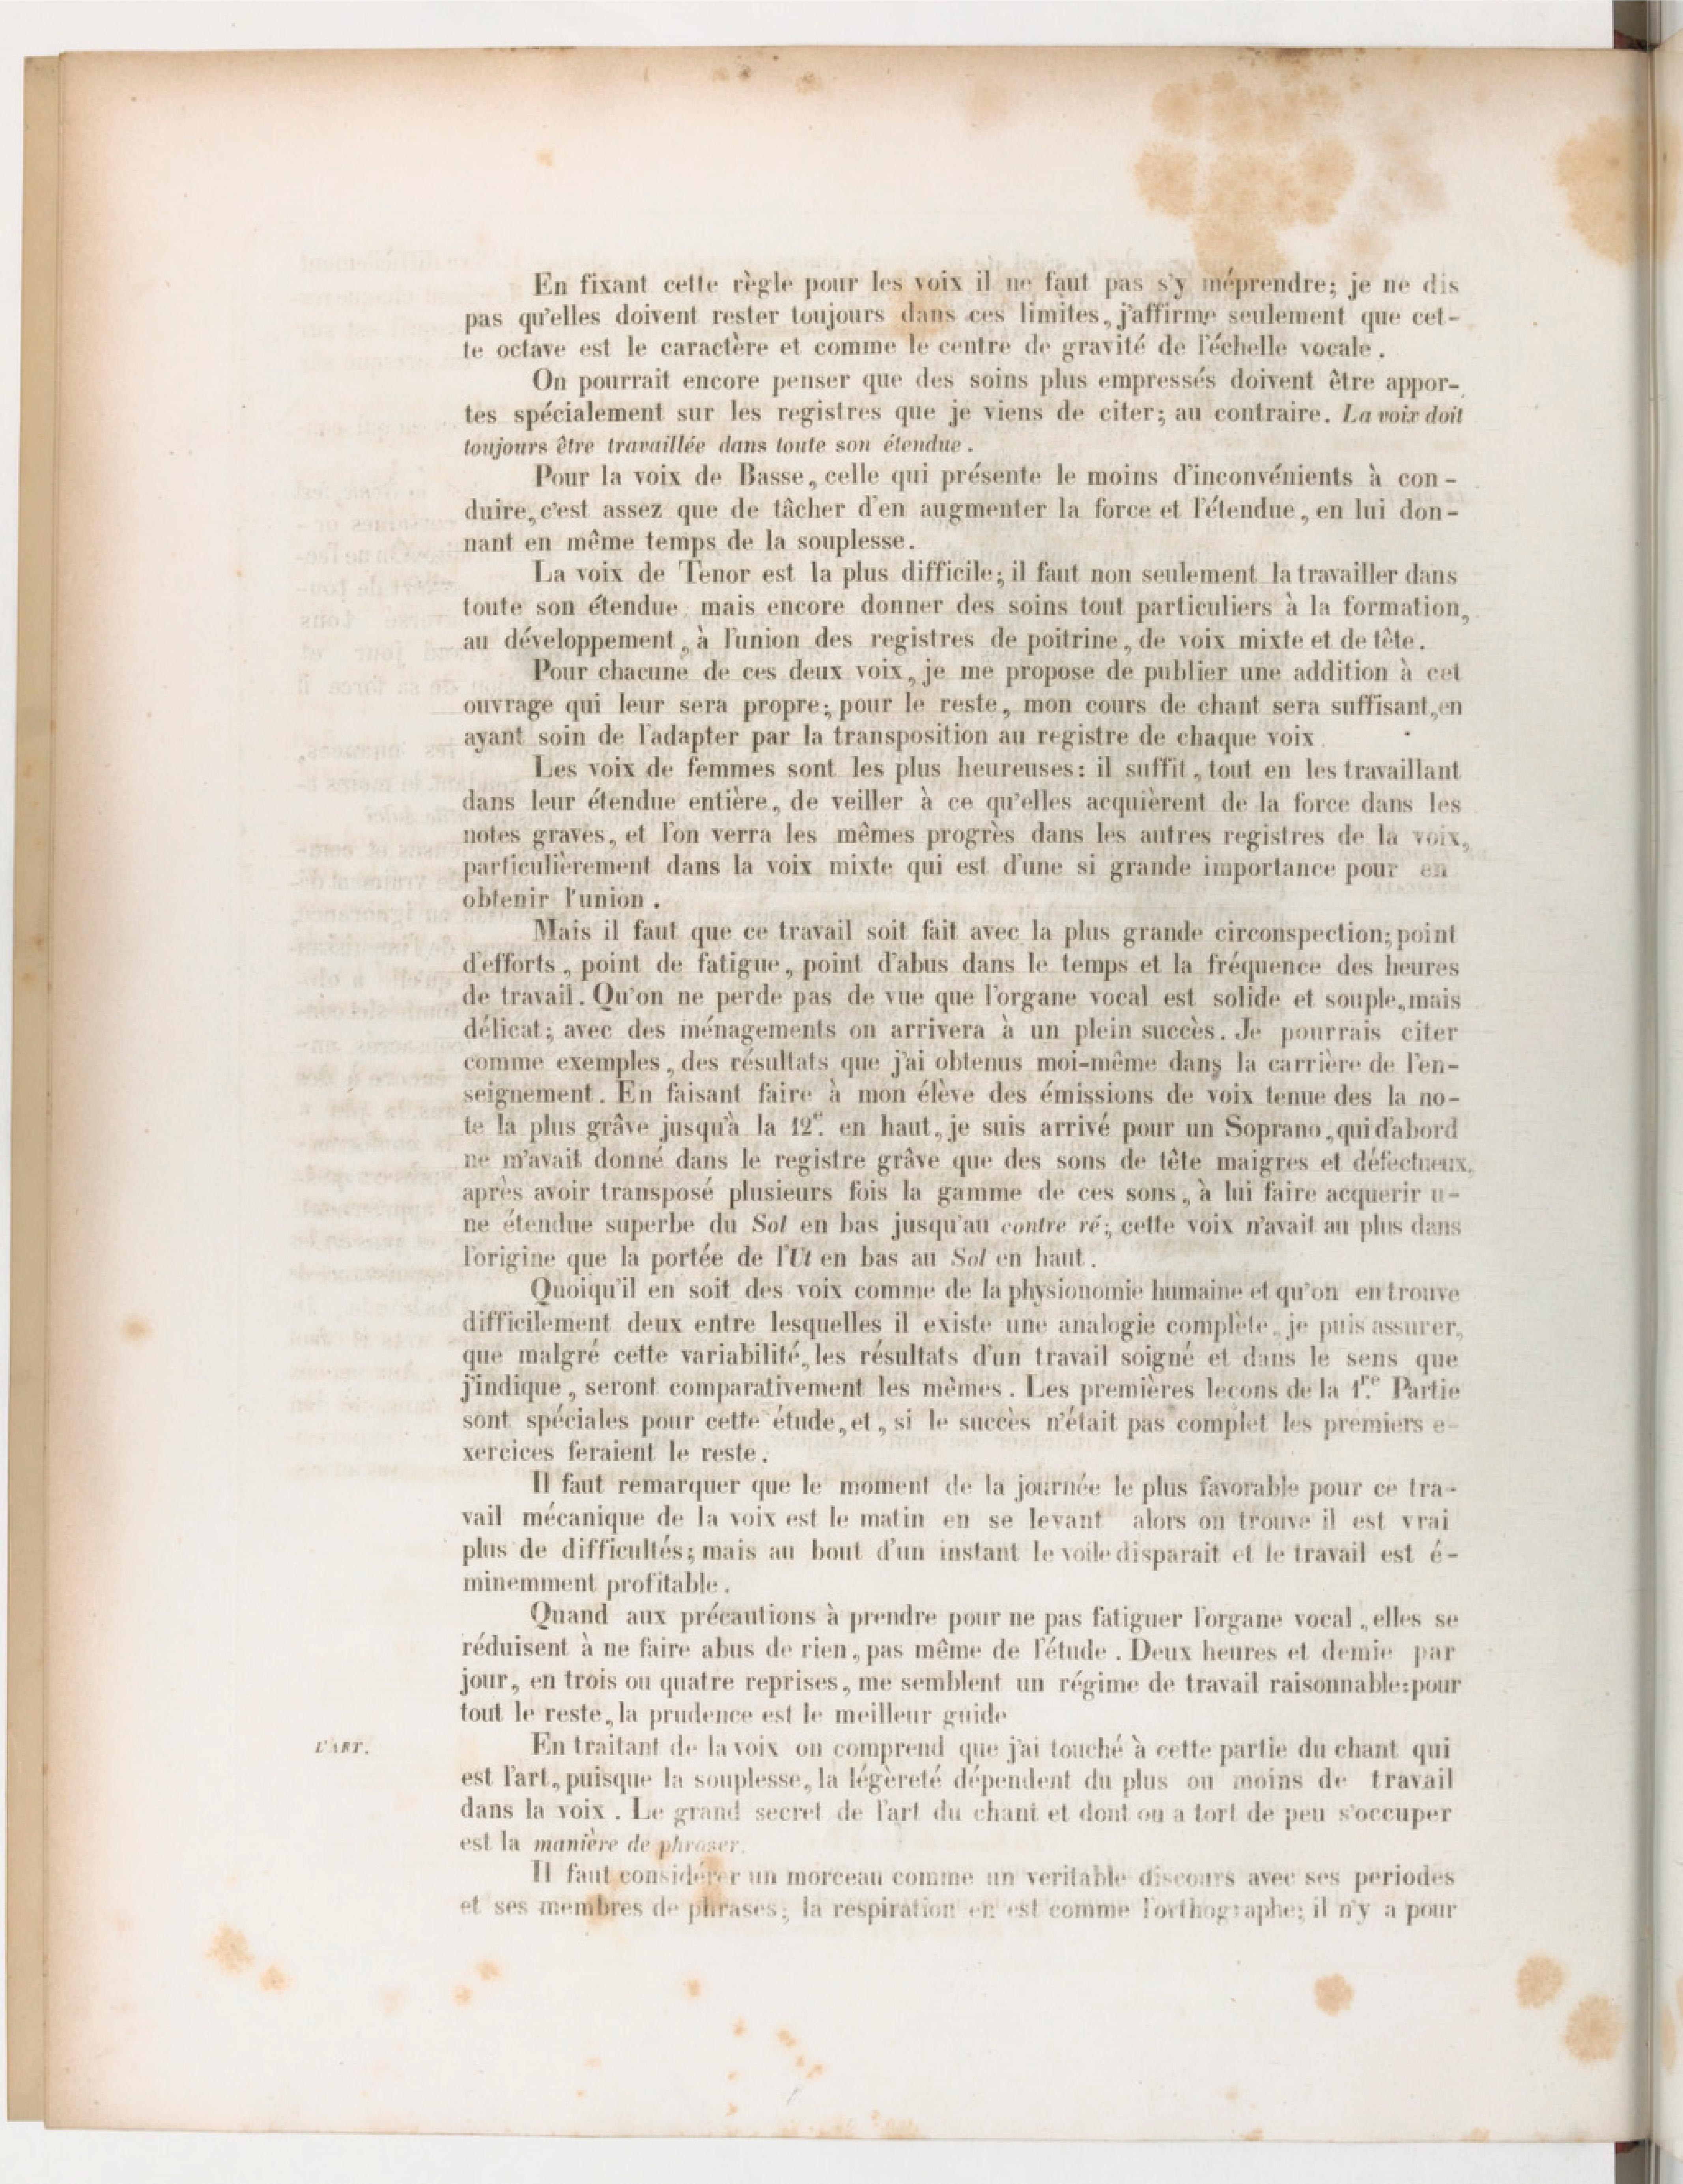 En fixant cette règle pour les voix il ne faut pas s'y méprendre; je ne dis
pas qu'elles doivent rester toujours dans ces limites, j'affirme seulement que cet-
te octave est le caractère et comme le centre de gravité de l'échelle vocale.
On pourrait encore penser que des soins plus empressés doivent être appor-
tes spécialement sur les registres que je viens de citer; au contraire. La voix doit
toujours être travaillée dans toute son étendue.
Pour la voix de Basse, celle qui présente le moins d'inconvénients à con-
duire, c'est assez que de tâcher d'en augmenter la force et l'étendue, en lui don-
nant en même temps de la souplesse.
La voix de Tenor est la plus difficile; il faut non seulement la travailler dans
toute son étendue, mais encore donner des soins tout particuliers à la formation,
au développement, à l'union des registres de poitrine, de voix mixte et de tête.
Pour chacune de ces deux voix, je me propose de publier une addition à cet
ouvrage qui leur sera propre; pour le reste, mon cours de chant sera suffisant, en
ayant soin de l'adapter par la transposition au registre de chaque voix
Les voix de femmes sont les plus heureuses: il suffit, tout en les travaillant
dans leur étendue entière, de veiller à ce qu'elles acquièrent de la force dans les
notes graves, et l'on verra les mêmes progrès dans les autres registres de la voix,
particulièrement dans la voix mixte qui est d'une si grande importance pour en
obtenir l'union.
Mais il faut que ce travail soit fait avec la plus grande circonspection; point
d'efforts, point de fatigue, point d'abus dans le temps et la fréquence des heures
de travail. Qu'on ne perde pas de vue que l'organe vocal est solide et souple, mais
délicat; avec des ménagements on arrivera à un plein succès. Je pourrais citer
comme exemples, des résultats que j'ai obtenus moi-même dans la carrière de l'en-
seignement. En faisant faire à mon élève des émissions de voix tenue des la no-
te la plus grâve jusqu'à la 12e. en haut, je suis arrivé pour un Soprano, qui d'abord
ne m'avait donné dans le registre grâve que des sons de tête maigres et défectueux,
après avoir transposé plusieurs fois la gamme de ces sons, à lui faire acquerir u-
ne étendue superbe du Sol en bas jusqu'au contre ré; cette voix n'avait au plus dans
l'origine que la portée de l'Ut en bas au Sol en haut.
Quoiqu'il en soit des voix comme de la physionomie humaine et qu'on en trouve
difficilement deux entre lesquelles il existe une analogie complète, je puis assurer,
que malgré cette variabilité, les résultats d'un travail soigné et dans le sens que
j'indique, seront comparativement les mêmes. Les premières lecons de la 1re. Partie
sont spéciales pour cette étude, et, si le succès n'était pas complet les premiers e-
xercices feraient le reste.
Il faut remarquer que le moment de la journée le plus favorable pour ce tra-
vail mécanique de la voix est le matin en se levant alors on trouve il est vrai
plus de difficultés; mais au bout d'un instant le voile disparait et le travail est é-
minemment profitable.
Quand aux précautions à prendre pour ne pas fatiguer l'organe vocal, elles se
réduisent à ne faire abus de rien, pas même de l'étude. Deux heures et demie par
jour, en trois ou quatre reprises, me semblent un régime de travail raisonnable: pour
tout le reste, la prudence est le meilleur guide
L'ART.
En traitant de la voix on comprend que j'ai touché à cette partie du chant qui
est l'art, puisque la souplesse, la légèreté dépendent du plus ou moins de travail
dans la voix. Le grand secret de l'art du chant et dont on a tort de peu s'occuper
est la manière de phraser.
Il faut considérer un morceau comme un veritable discours avec ses periodes
et ses membres de phrases; la respiration en est comme l'orthographe; il n'y a pour